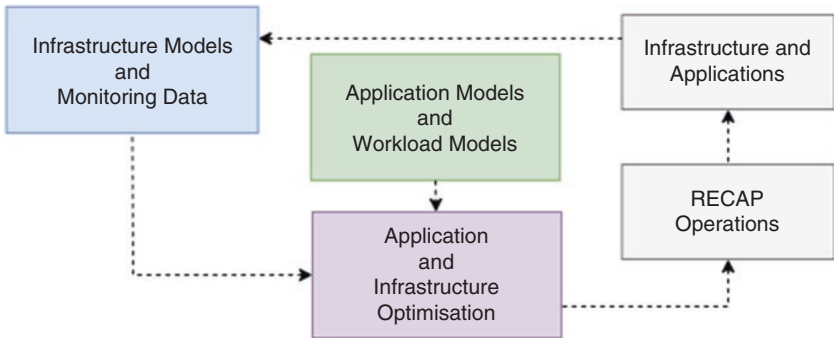 Infrastructure Models
and
Monitoring Data
Application Models
and
Workload Models
Infrastructure and
Applications
RECAP
Operations
Application
and
Infrastructure
Optimisation